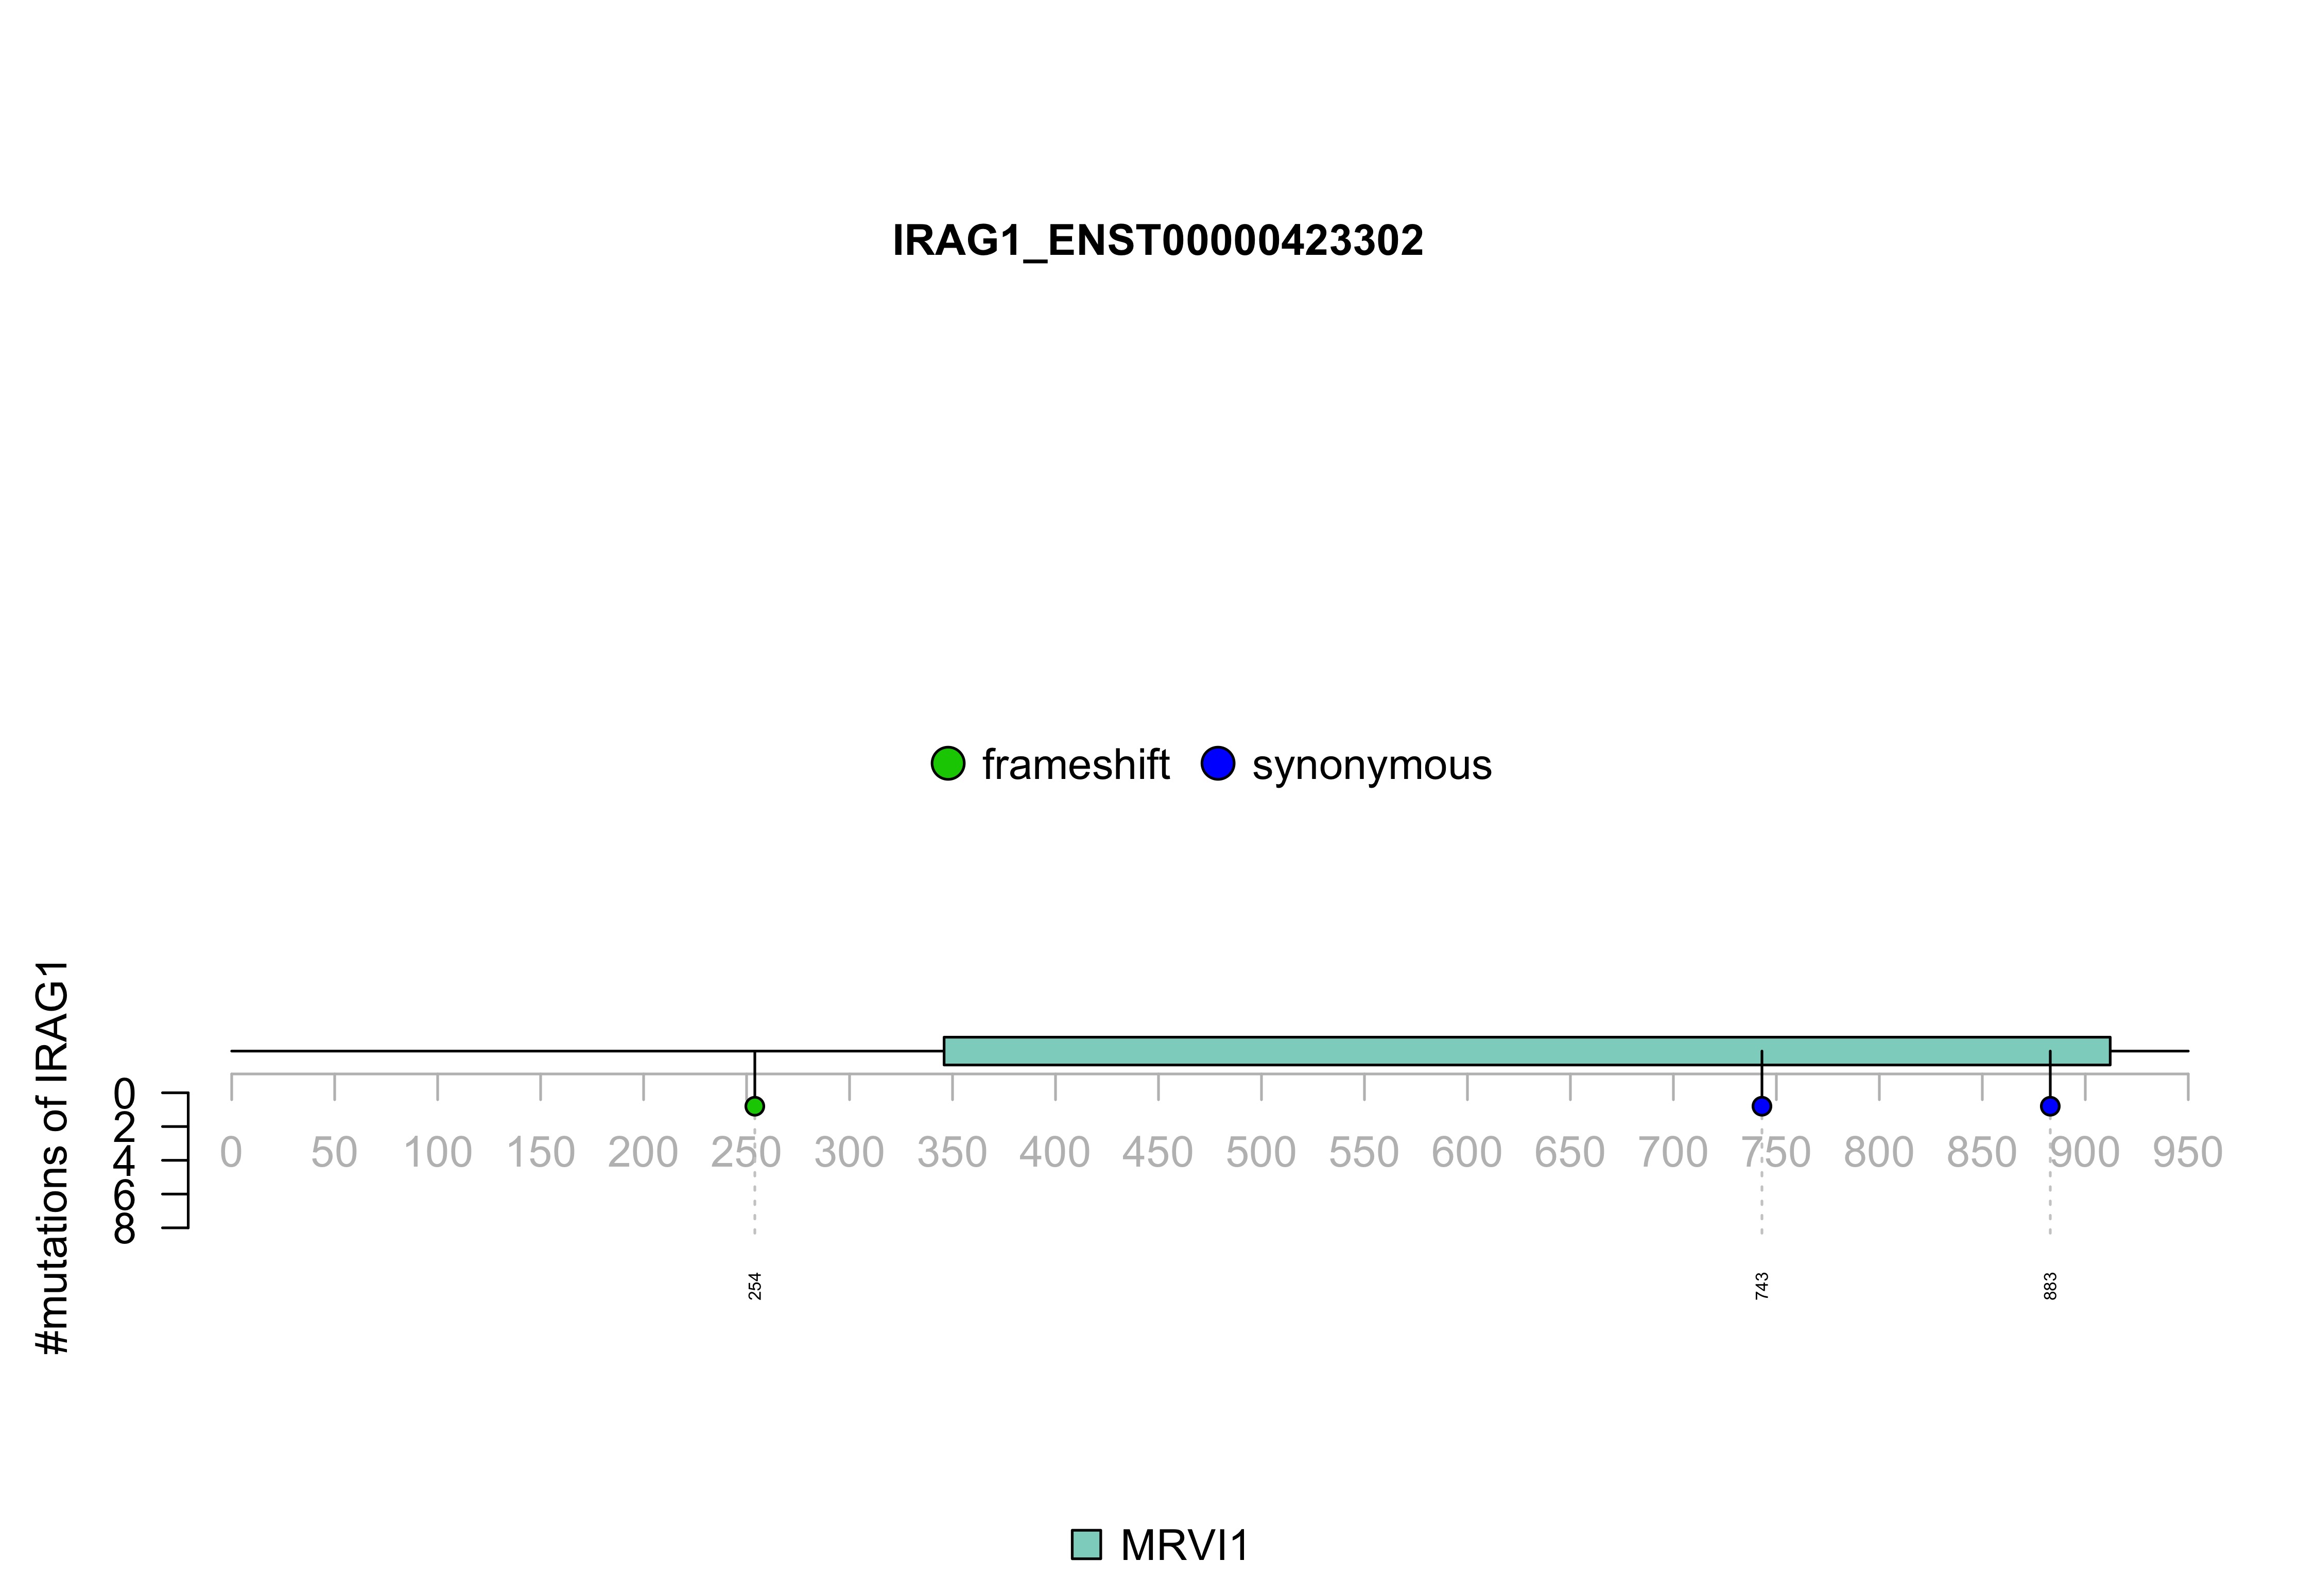 IRAG1_ENST00000423302
frameshift synonymous
#mutations of IRAG1
0
2
4
6
8
0 50 100 150 200 250 300 350 400 450 500 550 600 650 700 750 800 850 900 950
254 743 883
MRVI1